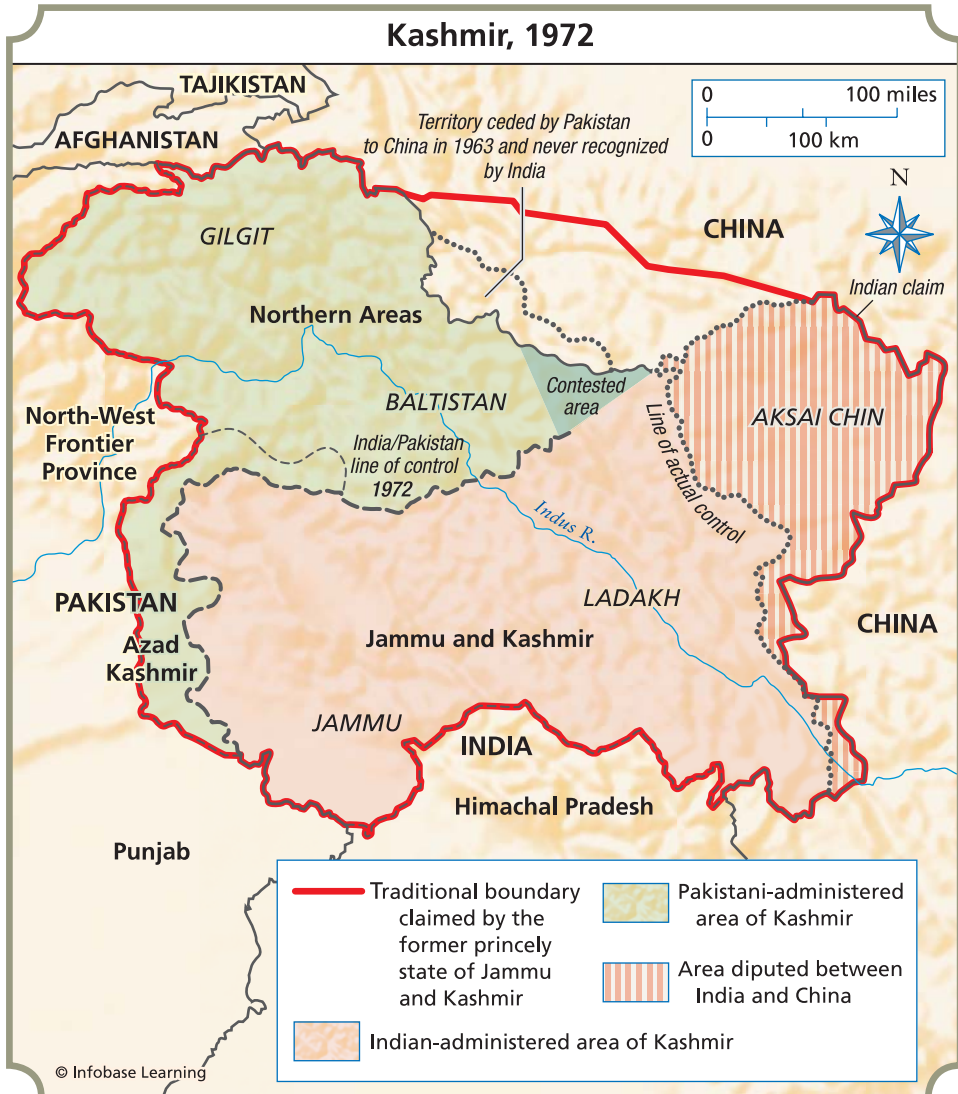 Kashmir, 1972
TAJIKISTAN
AFGHANISTAN
Territory ceded by Pakistan
to China in 1963 and never recognized
by India
0 100 miles
0 100 km
N
CHINA
Indian claim
GILGIT
Northern Areas
BALTISTAN
Contested
area
AKSAI CHIN
North-West
Frontier
Province
India/Pakistan
line of control
1972
Line of actual control
Indus R.
PAKISTAN
Azad
Kashmir
LADAKH
CHINA
Jammu and Kashmir
JAMMU
INDIA
Himachal Pradesh
Punjab
Traditional boundary
claimed by the
former princely
state of Jammu
and Kashmir
Pakistani-administered
area of Kashmir
Area diputed between
India and China
Indian-administered area of Kashmir
© Infobase Learning